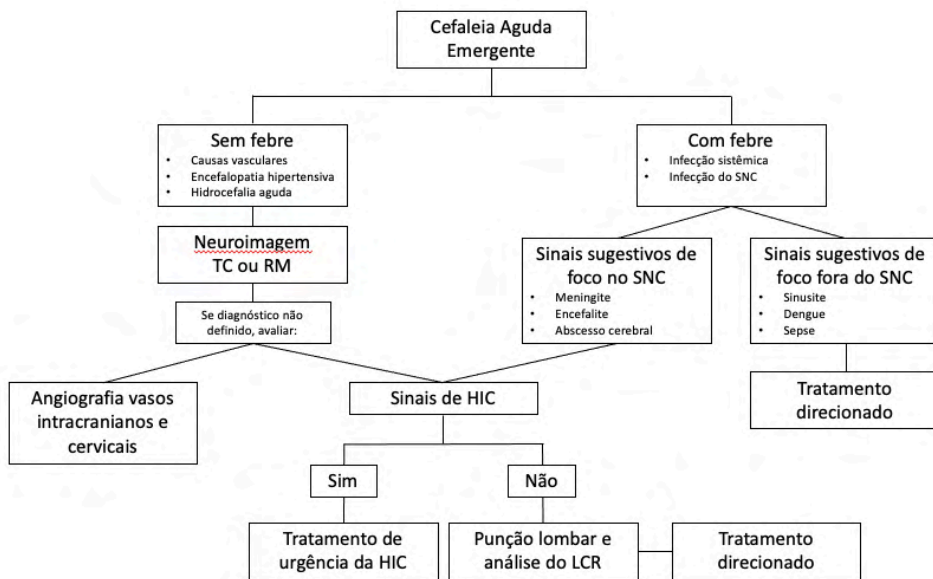 Cefaleia Aguda
Emergente
Sem febre
• Causas vasculares
• Encefalopatia hipertensiva
• Hidrocefalia aguda
Com febre
• Infecção sistêmica
• Infecção do SNC
Neuroimagem
TC ou RM
Sinais sugestivos de
foco no SNC
• Meningite
• Encefalite
• Abscesso cerebral
Sinais sugestivos de
foco fora do SNC
• Sinusite
• Dengue
• Sepse
Se diagnóstico não
definido, avaliar:
Angiografia vasos
intracranianos e
cervicais
Sinais de HIC
Tratamento
direcionado
Sim
Não
Tratamento de
urgência da HIC
Punção lombar e
análise do LCR
Tratamento
direcionado